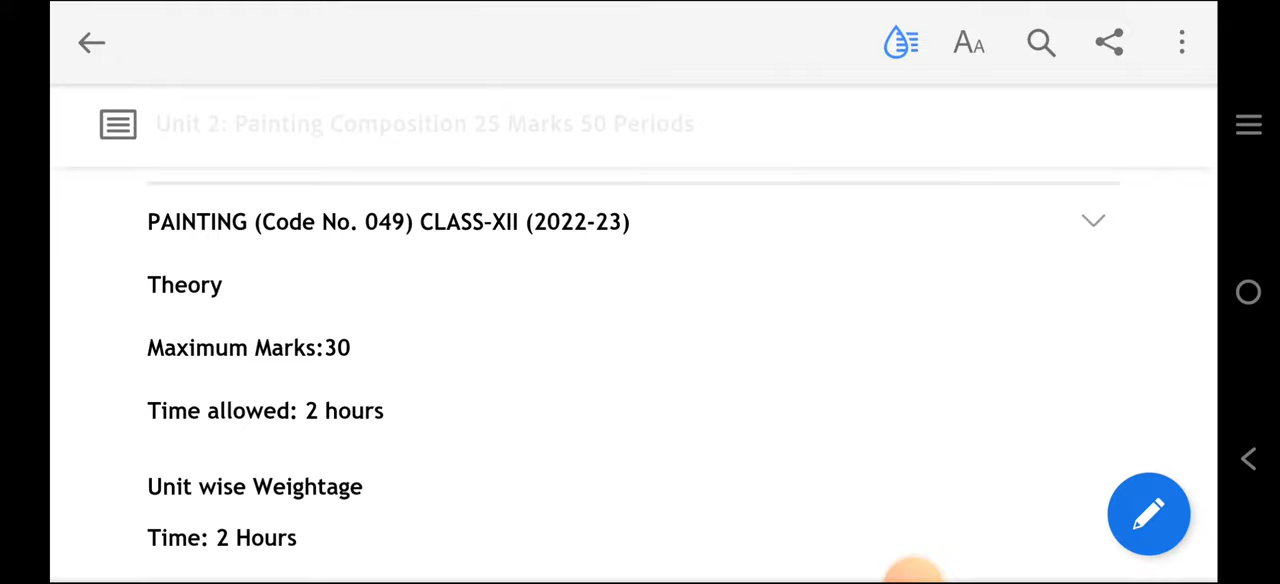 AA
Unit 2: Painting Composition 25 Marks 50 Periods
PAINTING (Code No. 049) CLASS-XII (2022-23)
Theory
Maximum Marks:30
Time allowed: 2 hours
Unit wise Weightage
Time: 2 Hours